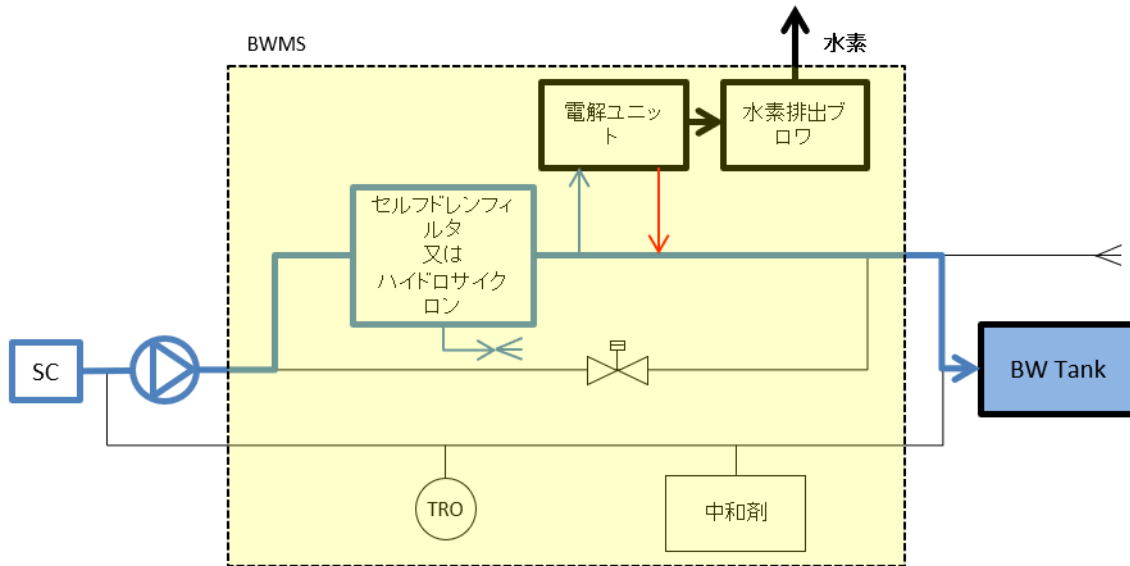 BWMS
水素
電解ユニッ
ト
水素排出ブ
ロワ
セルフドレンフィ
ルタ
又は
ハイドロサイク
ロン
SC
BW Tank
TRO
中和剤